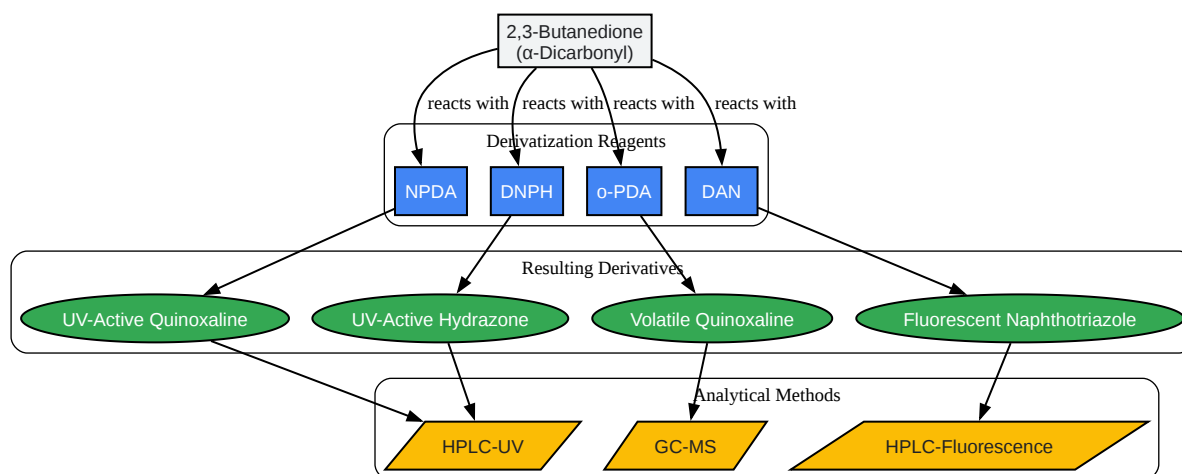 2,3-Butanedione
(α-Dicarbonyl)
reacts with reacts with reacts with reacts with
Derivatization Reagents
NPDA DNPH o-PDA DAN
Resulting Derivatives
UV-Active Quinoxaline UV-Active Hydrazone Volatile Quinoxaline Fluorescent Naphthotriazole
Analytical Methods
HPLC-UV GC-MS HPLC-Fluorescence